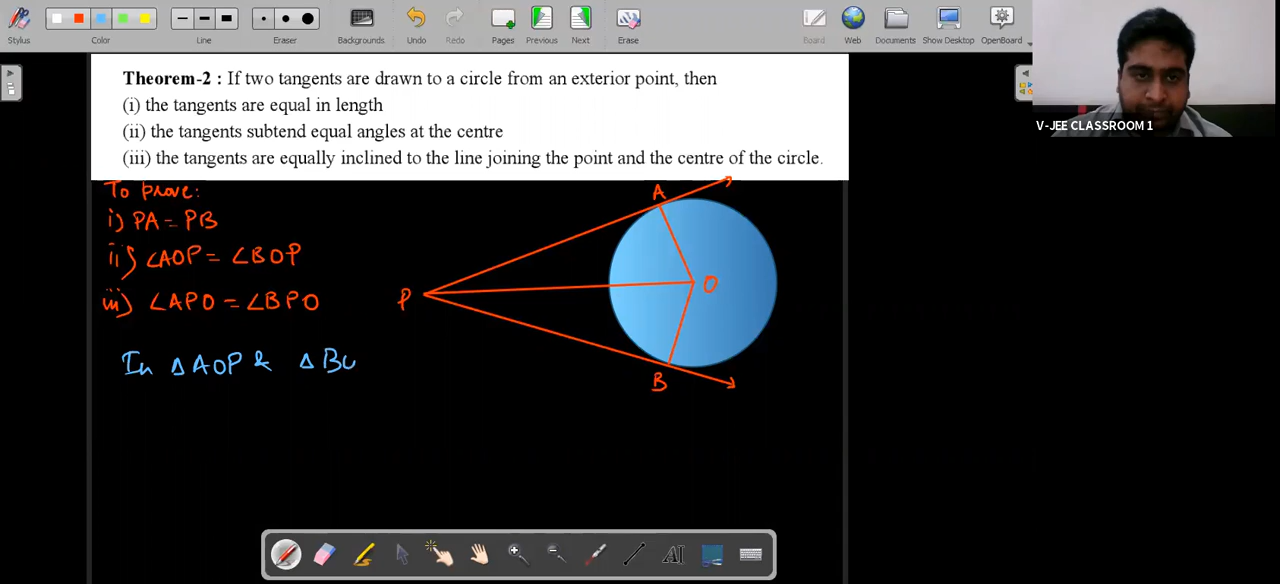 Stylus Color Line Eraser Backgrounds Undo Redo Pages Previous Next Erase Board Web Documents Show Desktop OpenBoard
V-JEE CLASSROOM 1
Theorem-2 : If two tangents are drawn to a circle from an exterior point, then
(i) the tangents are equal in length
(ii) the tangents subtend equal angles at the centre
(iii) the tangents are equally inclined to the line joining the point and the centre of the circle.
To prove:
i) PA = PB
ii) ∠AOP = ∠BOP
iii) ∠APO = ∠BPO
In ΔAOP & ΔBO
A
P
O
B
AI